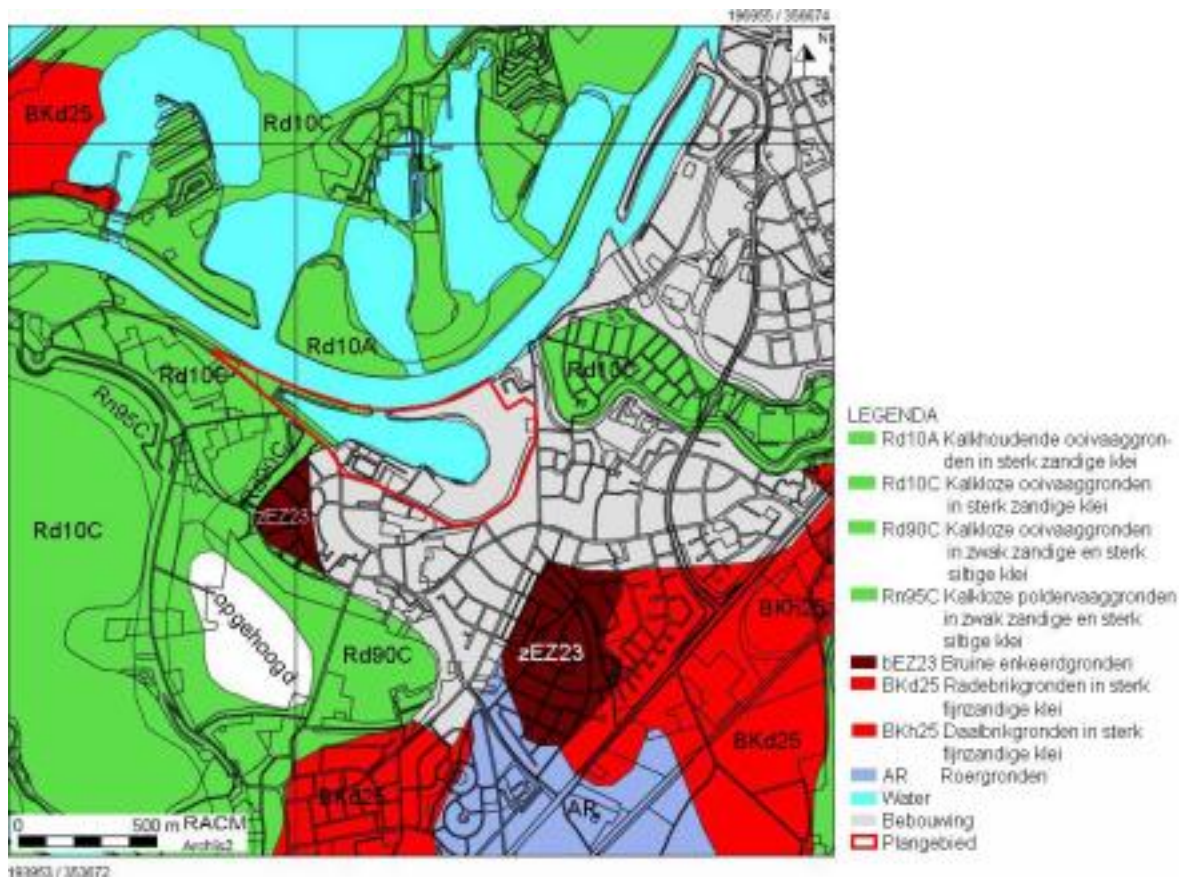 196955 / 356674
N
BKd25
Rd10C
Rd10A
Rd10C
Rd10C
Rn95C
zEZ23
Rd10C
opgehoogd
Rd90C
zEZ23
BKh25
BKd25
BKd25
AR
0 500 m RACM
Archis2
193953 / 353672
LEGENDA
Rd10A Kalkhoudende ooivaaggron-
den in sterk zandige klei
Rd10C Kalkloze ooivaaggronden
in sterk zandige klei
Rd90C Kalkloze ooivaaggronden
in zwak zandige en sterk
siltige klei
Rn95C Kalkloze poldervaaggronden
in zwak zandige en sterk
siltige klei
bEZ23 Bruine enkeerdgronden
BKd25 Radebrikgronden in sterk
fijnzandige klei
BKh25 Daalbrikgronden in sterk
fijnzandige klei
AR Roergronden
Water
Bebouwing
Plangebied